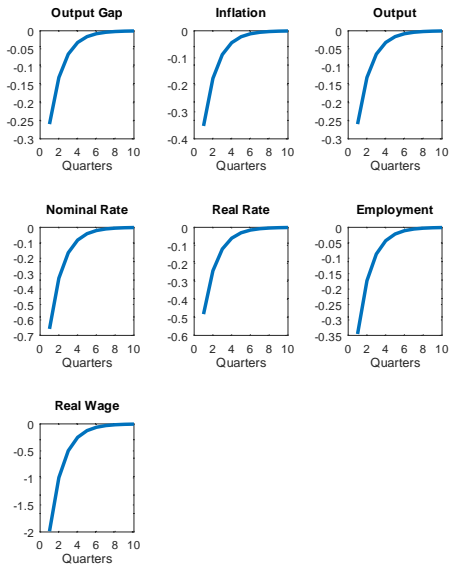 Output Gap
0
-0.05
-0.1
-0.15
-0.2
-0.25
-0.3
0 2 4 6 8 10
Quarters
Inflation
0
-0.1
-0.2
-0.3
-0.4
0 2 4 6 8 10
Quarters
Output
0
-0.05
-0.1
-0.15
-0.2
-0.25
-0.3
0 2 4 6 8 10
Quarters
Nominal Rate
0
-0.1
-0.2
-0.3
-0.4
-0.5
-0.6
-0.7
0 2 4 6 8 10
Quarters
Real Rate
0
-0.1
-0.2
-0.3
-0.4
-0.5
-0.6
0 2 4 6 8 10
Quarters
Employment
0
-0.05
-0.1
-0.15
-0.2
-0.25
-0.3
-0.35
0 2 4 6 8 10
Quarters
Real Wage
0
-0.5
-1
-1.5
-2
0 2 4 6 8 10
Quarters